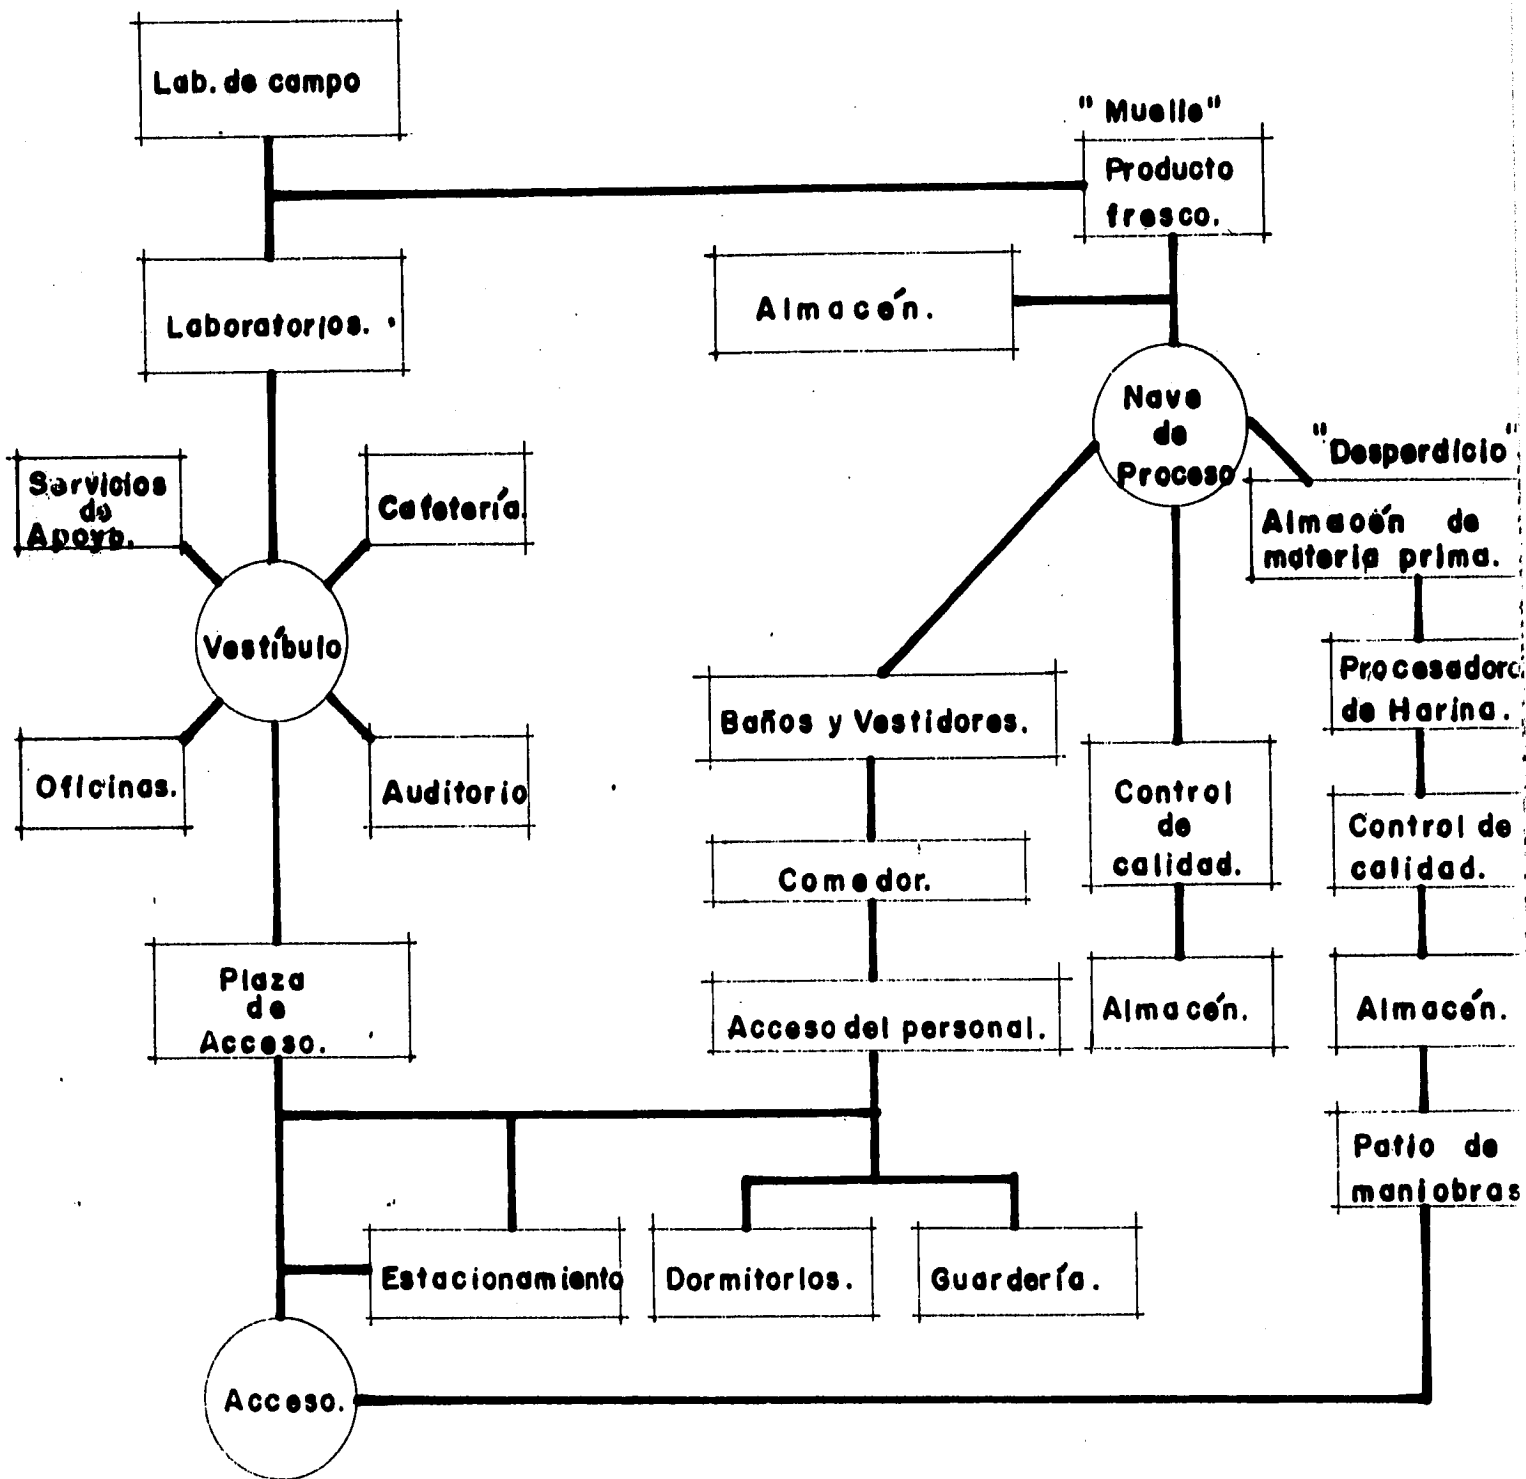 Lab. de campo
"Muelle"
Producto
fresco.
Laboratorios.
Almacén.
Nave
de
Proceso
"Desperdicio"
Almacén de
materia prima.
Servicios
de
Apoyo.
Cafetería.
Vestíbulo
Oficinas.
Auditorio
Baños y Vestidores.
Procesadora
de Harina.
Control
de
calidad.
Control de
calidad.
Comedor.
Plaza
de
Acceso.
Acceso del personal.
Almacén.
Almacén.
Patio de
maniobras
Estacionamiento
Dormitorios.
Guardería.
Acceso.